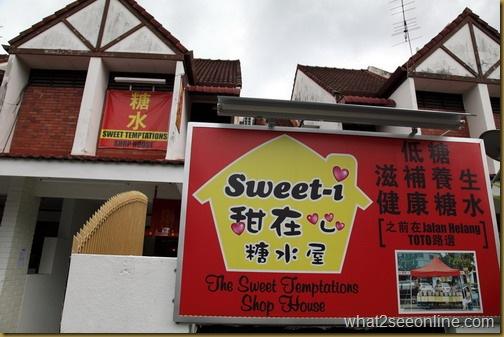 糖
水
SWEET TEMPTATIONS
SHOP HOUSE
Sweet-i
甜在心
糖水屋
The Sweet Temptations
Shop House
低糖
滋補養生
健康糖水
[之前在Jalan Helang
TOTO路邊]
what2seeonline.com